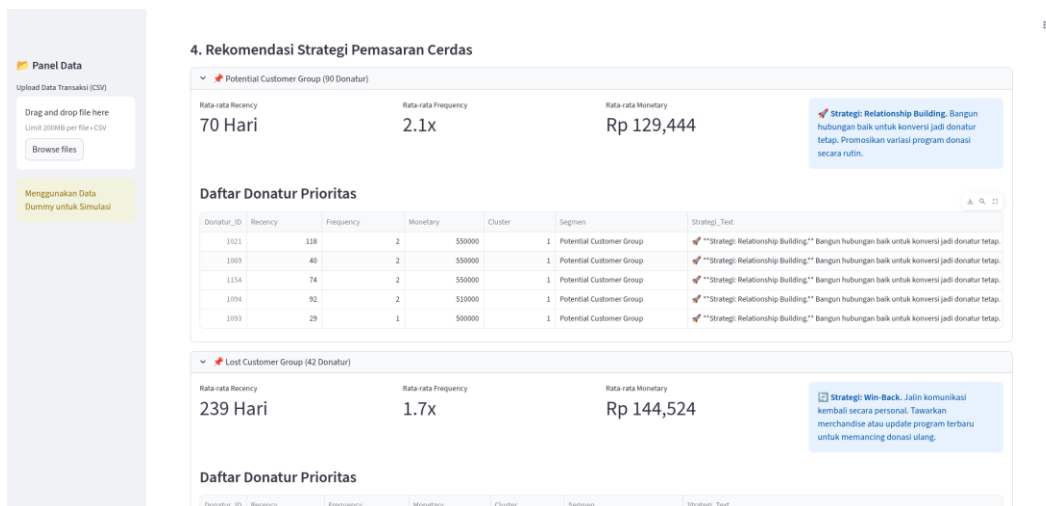 Panel Data
Upload Data Transaksi (CSV)
Drag and drop file here
Limit 200MB per file • CSV
Browse files
Menggunakan Data
Dummy untuk Simulasi
4. Rekomendasi Strategi Pemasaran Cerdas
Potential Customer Group (90 Donatur)
Rata-rata Recency Rata-rata Frequency Rata-rata Monetary
70 Hari 2.1x Rp 129,444
Strategi: Relationship Building. Bangun
hubungan baik untuk konversi jadi donatur
tetap. Promosikan variasi program donasi
secara rutin.
Daftar Donatur Prioritas
Donatur_ID Recency Frequency Monetary Cluster Segmen Strategi_Text
1021 118 2 550000 1 Potential Customer Group 🚀 **Strategi: Relationship Building.** Bangun hubungan baik untuk konversi jadi donatur tetap.
1069 40 2 550000 1 Potential Customer Group 🚀 **Strategi: Relationship Building.** Bangun hubungan baik untuk konversi jadi donatur tetap.
1154 74 2 550000 1 Potential Customer Group 🚀 **Strategi: Relationship Building.** Bangun hubungan baik untuk konversi jadi donatur tetap.
1094 92 2 510000 1 Potential Customer Group 🚀 **Strategi: Relationship Building.** Bangun hubungan baik untuk konversi jadi donatur tetap.
1093 29 1 500000 1 Potential Customer Group 🚀 **Strategi: Relationship Building.** Bangun hubungan baik untuk konversi jadi donatur tetap.
Lost Customer Group (42 Donatur)
Rata-rata Recency Rata-rata Frequency Rata-rata Monetary
239 Hari 1.7x Rp 144,524
Strategi: Win-Back. Jalin komunikasi
kembali secara personal. Tawarkan
merchandise atau update program terbaru
untuk memancing donasi ulang.
Daftar Donatur Prioritas
Donatur_ID Recency Frequency Monetary Cluster Segmen Strategi_Text